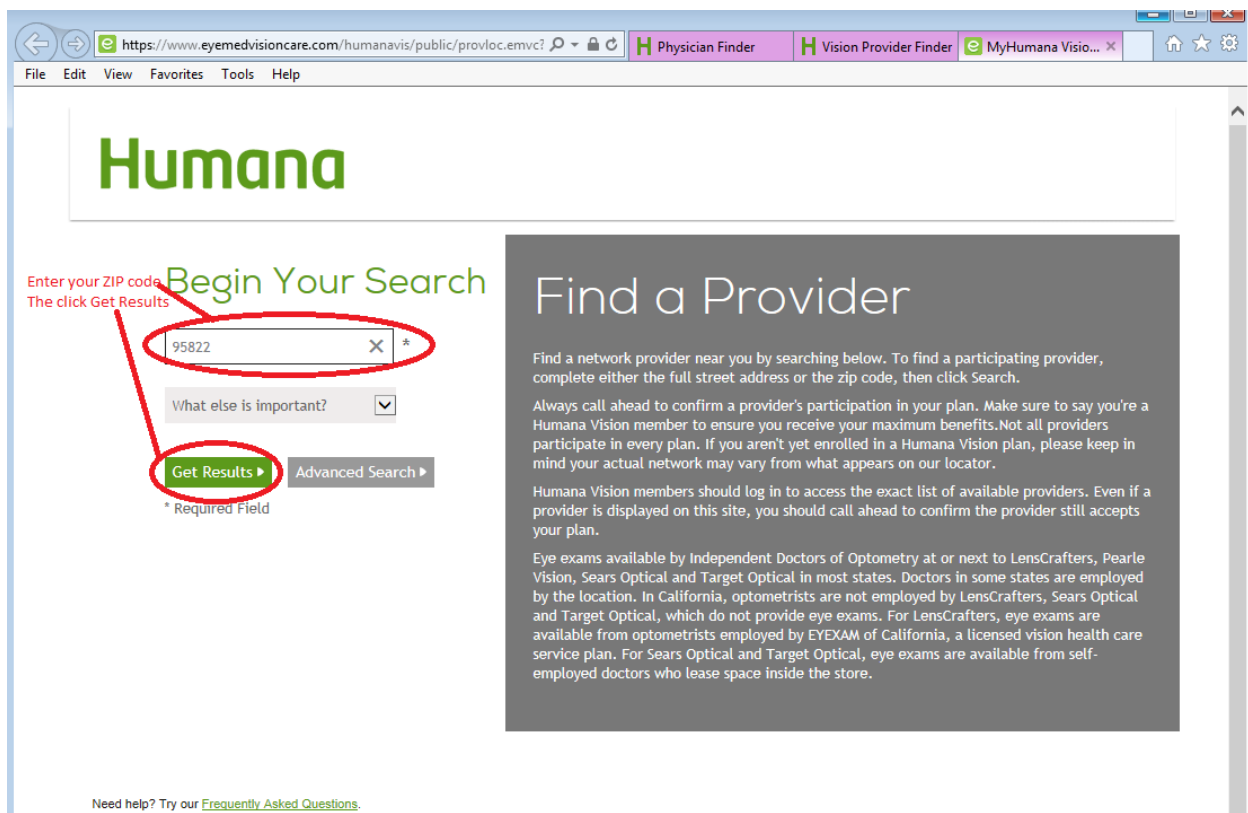 https://www.eyemedvisioncare.com/humanavis/public/provloc.emvc?
Physician Finder
Vision Provider Finder
MyHumana Visio...
File Edit View Favorites Tools Help
Humana
Enter your ZIP code
The click Get Results
Begin Your Search
95822 *
What else is important?
Get Results
Advanced Search
* Required Field
Find a Provider
Find a network provider near you by searching below. To find a participating provider,
complete either the full street address or the zip code, then click Search.
Always call ahead to confirm a provider's participation in your plan. Make sure to say you're a
Humana Vision member to ensure you receive your maximum benefits.Not all providers
participate in every plan. If you aren't yet enrolled in a Humana Vision plan, please keep in
mind your actual network may vary from what appears on our locator.
Humana Vision members should log in to access the exact list of available providers. Even if a
provider is displayed on this site, you should call ahead to confirm the provider still accepts
your plan.
Eye exams available by Independent Doctors of Optometry at or next to LensCrafters, Pearle
Vision, Sears Optical and Target Optical in most states. Doctors in some states are employed
by the location. In California, optometrists are not employed by LensCrafters, Sears Optical
and Target Optical, which do not provide eye exams. For LensCrafters, eye exams are
available from optometrists employed by EYEXAM of California, a licensed vision health care
service plan. For Sears Optical and Target Optical, eye exams are available from self-
employed doctors who lease space inside the store.
Need help? Try our Frequently Asked Questions.